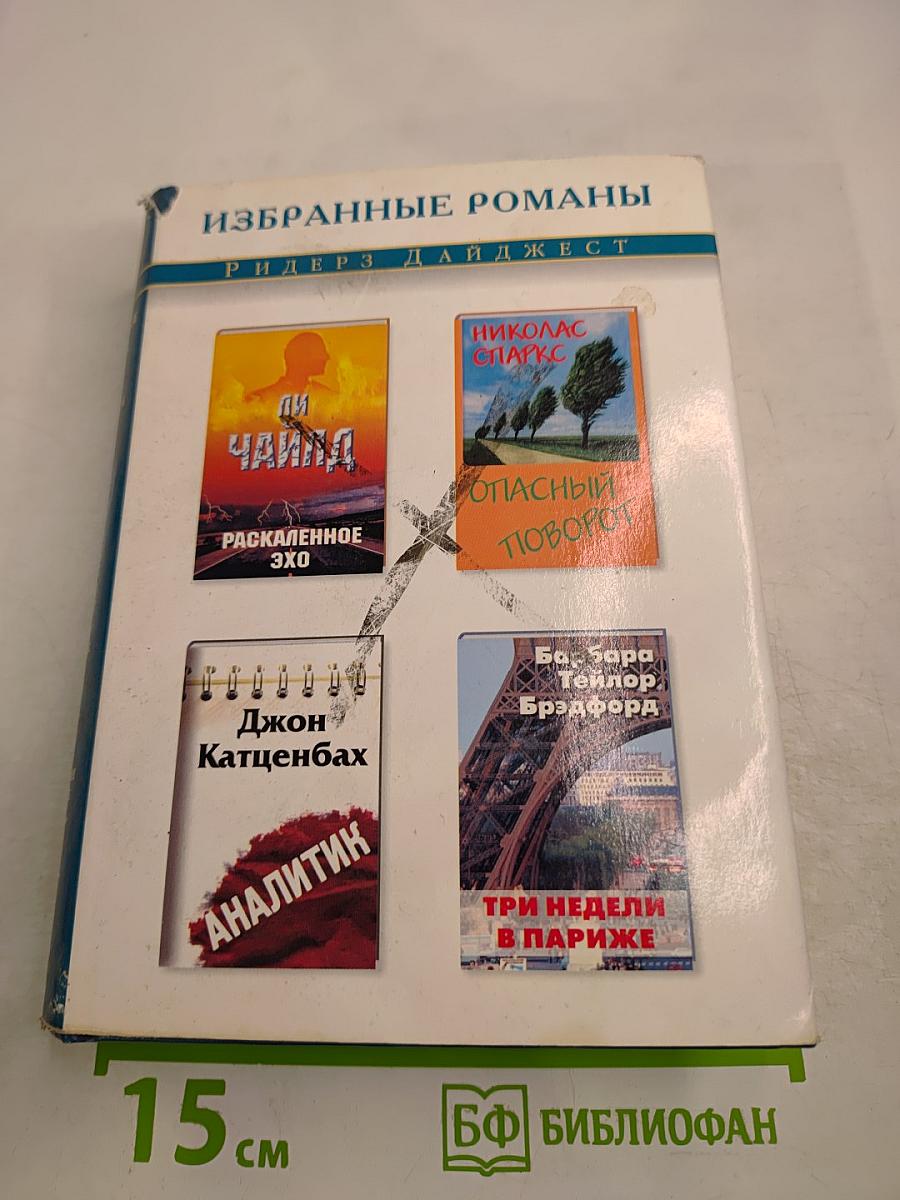 ИЗБРАННЫЕ РОМАНЫ
РИДЕРЗ ДАЙДЖЕСТ
ЛИ
ЧАЙЛД
РАСКАЛЕННОЕ
ЭХО
НИКОЛАС
СПАРКС
ОПАСНЫЙ
ПОВОРОТ
Джон
Катценбах
АНАЛИТИК
Барбара
Тейлор
Брэдфорд
ТРИ НЕДЕЛИ
В ПАРИЖЕ
15 см
БФ БИБЛИОФАН